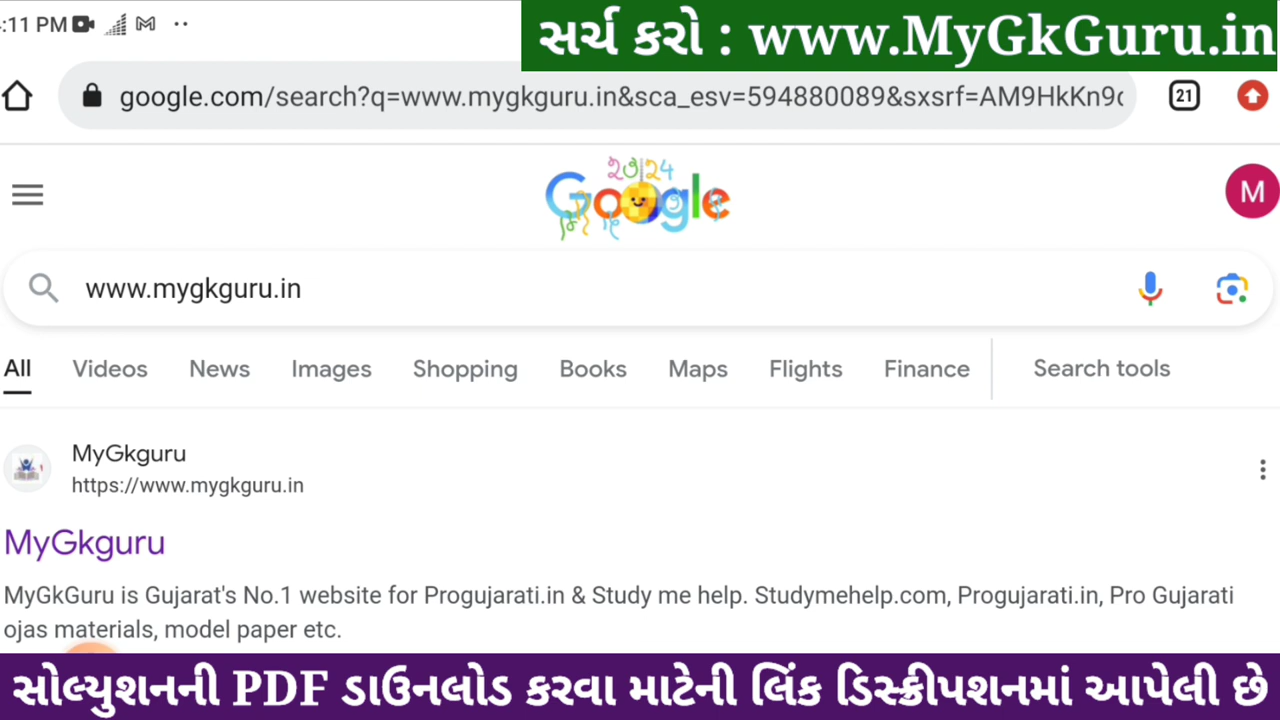 :11 PM
સર્ચ કરો : www.MyGkGuru.in
google.com/search?q=www.mygkguru.in&sca_esv=594880089&sxsrf=AM9HkKn9
21
Google
M
www.mygkguru.in
All Videos News Images Shopping Books Maps Flights Finance Search tools
MyGkguru
https://www.mygkguru.in
MyGkguru
MyGkGuru is Gujarat's No.1 website for Progujarati.in & Study me help. Studymehelp.com, Progujarati.in, Pro Gujarati
ojas materials, model paper etc.
સોલ્યુશનની PDF ડાઉનલોડ કરવા માટેની લિંક ડિસ્ક્રીપશનમાં આપેલી છે